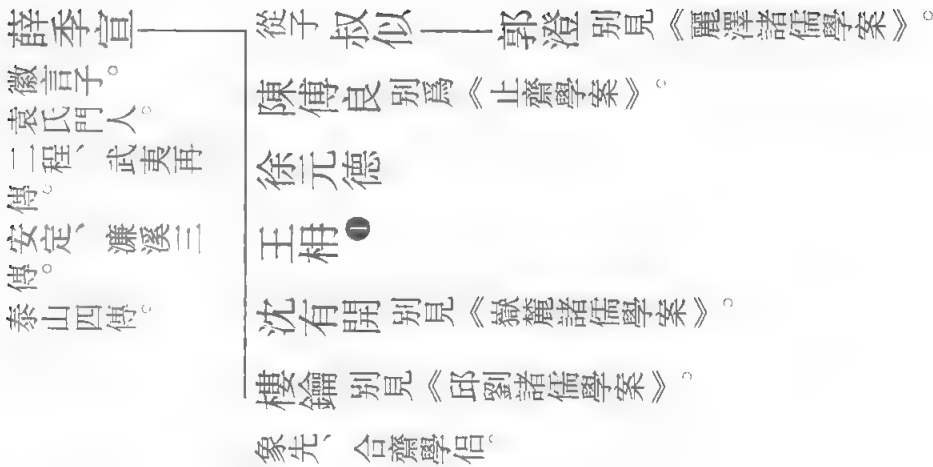 薛季宣
徽言子。
袁氏門人。
二程、武夷再
傳。
安定、濂溪三
傳。
泰山四傳。
從子 叔似 郭澄 別見《麗澤諸儒學案》。
陳傅良 別爲《止齋學案》。
徐元德
王枏❶
沈有開 別見《嶽麓諸儒學案》。
樓鑰 別見《邱劉諸儒學案》。
象先、合齋學侶。